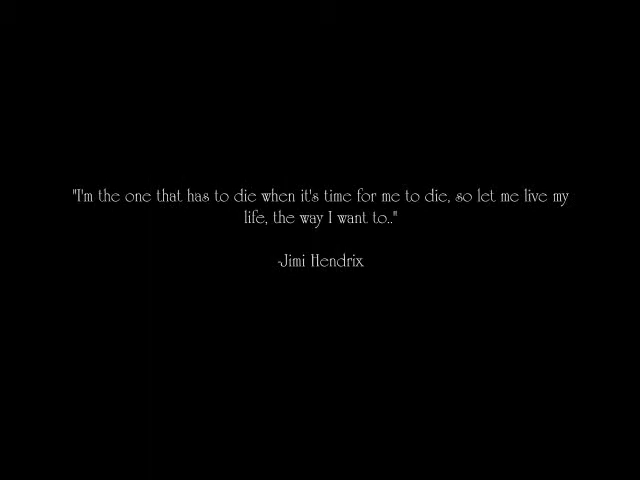 "I'm the one that has to die when it's time for me to die, so let me live my
life, the way I want to.."
-Jimi Hendrix